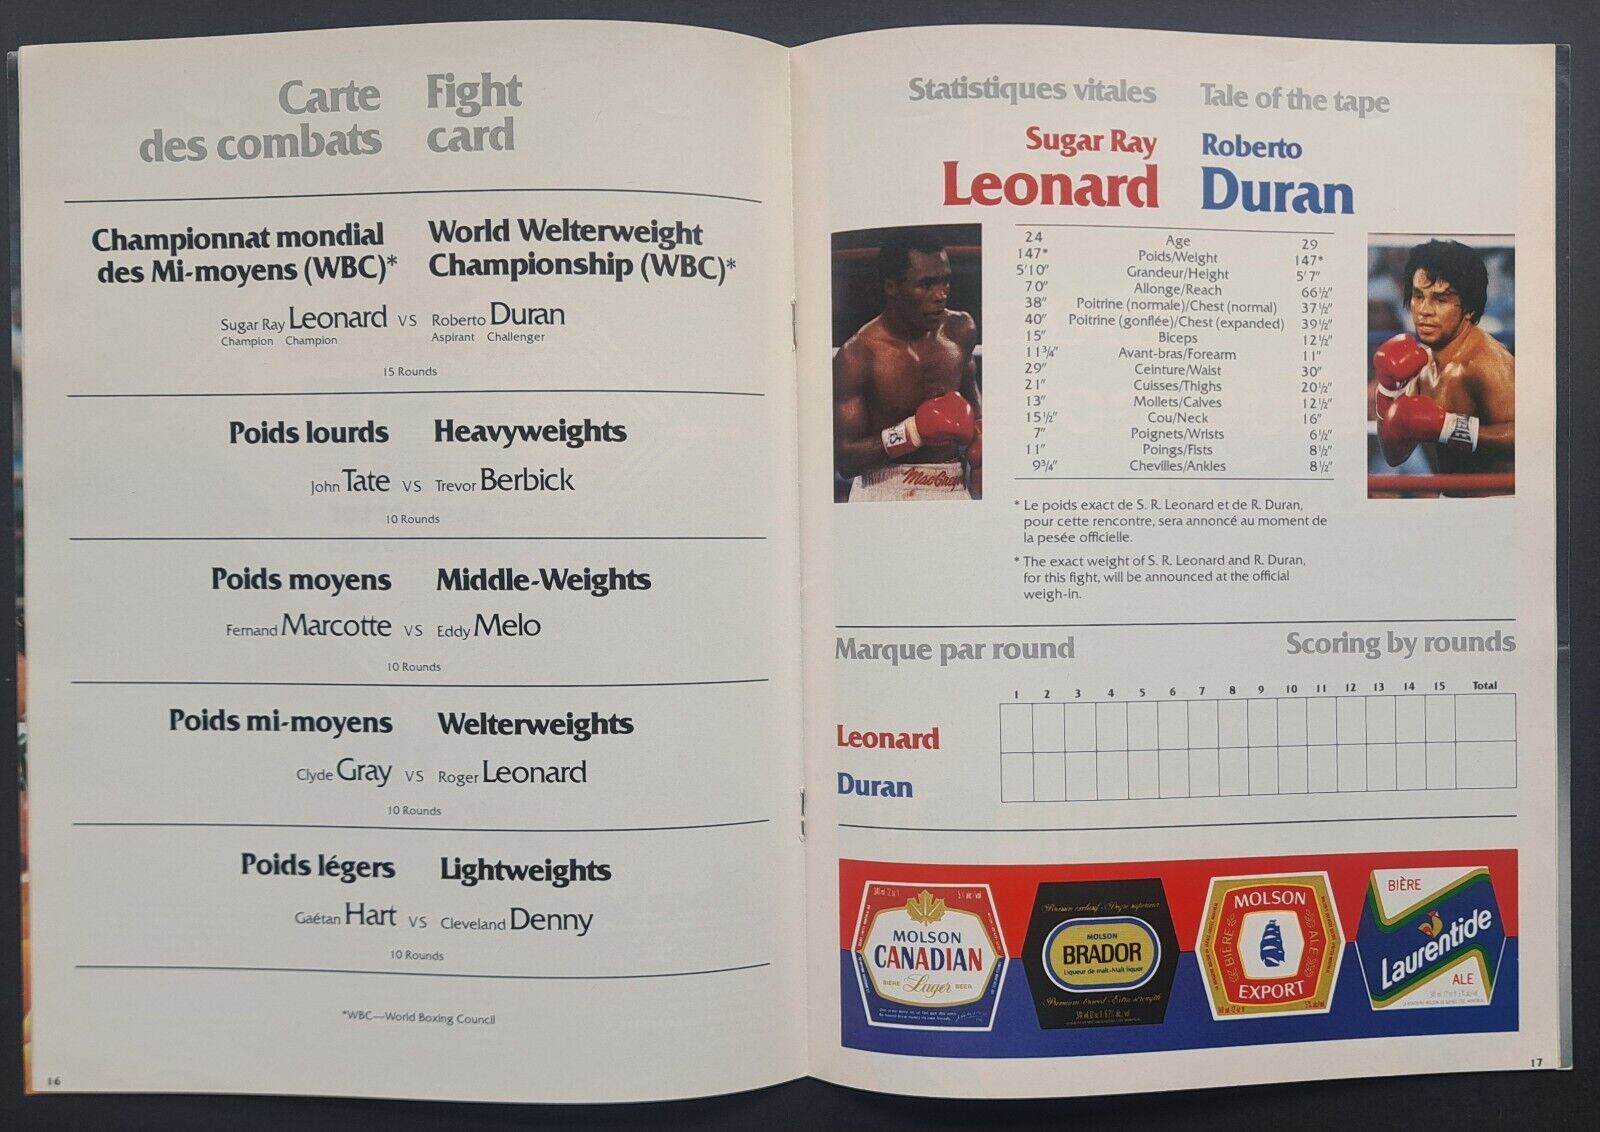 Carte
des combats
Fight
card
Championnat mondial
des Mi-moyens (WBC)*
World Welterweight
Championship (WBC)*
Sugar Ray Leonard VS Roberto Duran
Champion Champion Aspirant Challenger
15 Rounds
Poids lourds Heavyweights
John Tate VS Trevor Berbick
10 Rounds
Poids moyens Middle-Weights
Fernand Marcotte VS Eddy Melo
10 Rounds
Poids mi-moyens Welterweights
Clyde Gray VS Roger Leonard
10 Rounds
Poids légers Lightweights
Gaétan Hart VS Cleveland Denny
10 Rounds
*WBC—World Boxing Council
16
Statistiques vitales Tale of the tape
Sugar Ray
Leonard
Roberto
Duran
24 Age 29
147* Poids/Weight 147*
5'10" Grandeur/Height 5'7"
70" Allonge/Reach 66½"
38" Poitrine (normale)/Chest (normal) 37½"
40" Poitrine (gonflée)/Chest (expanded) 39½"
15" Biceps 12½"
11¾" Avant-bras/Forearm 11"
29" Ceinture/Waist 30"
21" Cuisses/Thighs 20½"
13" Mollets/Calves 12½"
15½" Cou/Neck 16"
7" Poignets/Wrists 6½"
11" Poings/Fists 8½"
9¾" Chevilles/Ankles 8½"
MacGreg
EVERLAST
* Le poids exact de S. R. Leonard et de R. Duran,
pour cette rencontre, sera annoncé au moment de
la pesée officielle.
* The exact weight of S. R. Leonard and R. Duran,
for this fight, will be announced at the official
weigh-in.
Marque par round Scoring by rounds
1 2 3 4 5 6 7 8 9 10 11 12 13 14 15 Total
Leonard
Duran
MOLSON
CANADIAN
BIÈRE Lager BEER
MOLSON
BRADOR
Liqueur de malt-Malt liquor
MOLSON
BIÈRE ALE
EXPORT
BIÈRE
Laurentide
ALE
17